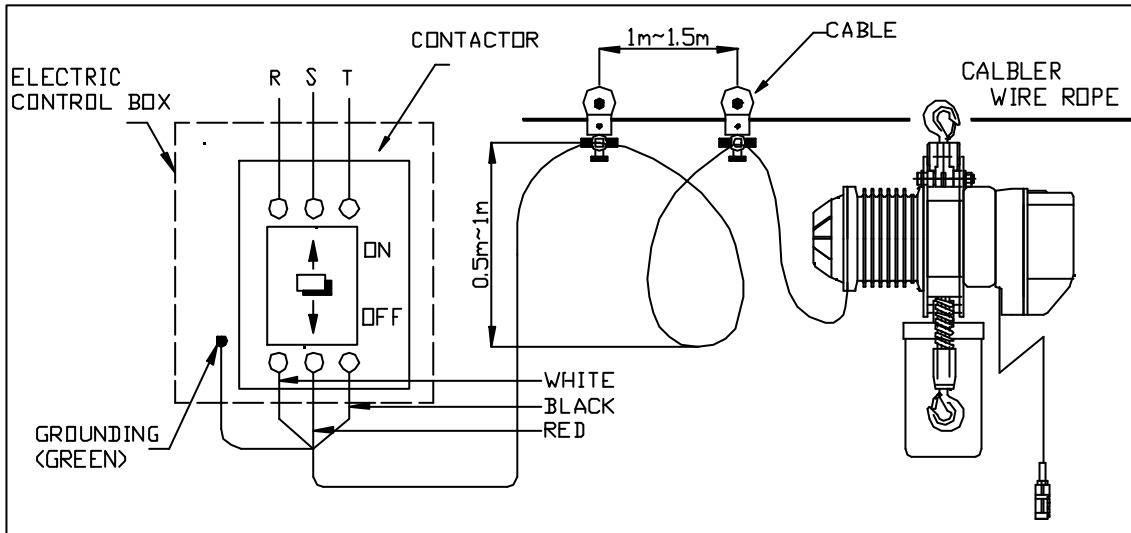 ELECTRIC
CONTROL BOX
R S T
CONTACTOR
1m~1.5m
CABLE
CALBLER
WIRE ROPE
0.5m~1m
ON
OFF
WHITE
BLACK
RED
GROUNDING
(GREEN)